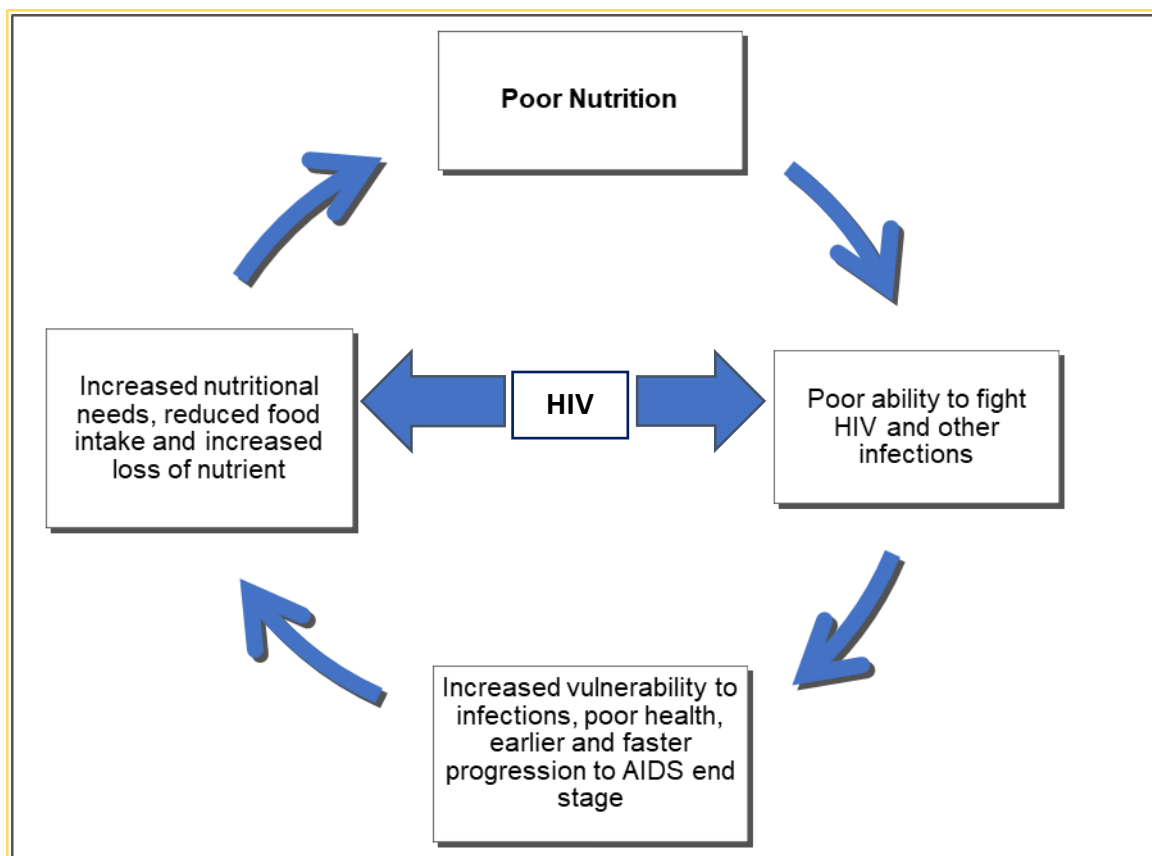 Poor Nutrition
Increased nutritional
needs, reduced food
intake and increased
loss of nutrient
HIV
Poor ability to fight
HIV and other
infections
Increased vulnerability to
infections, poor health,
earlier and faster
progression to AIDS end
stage